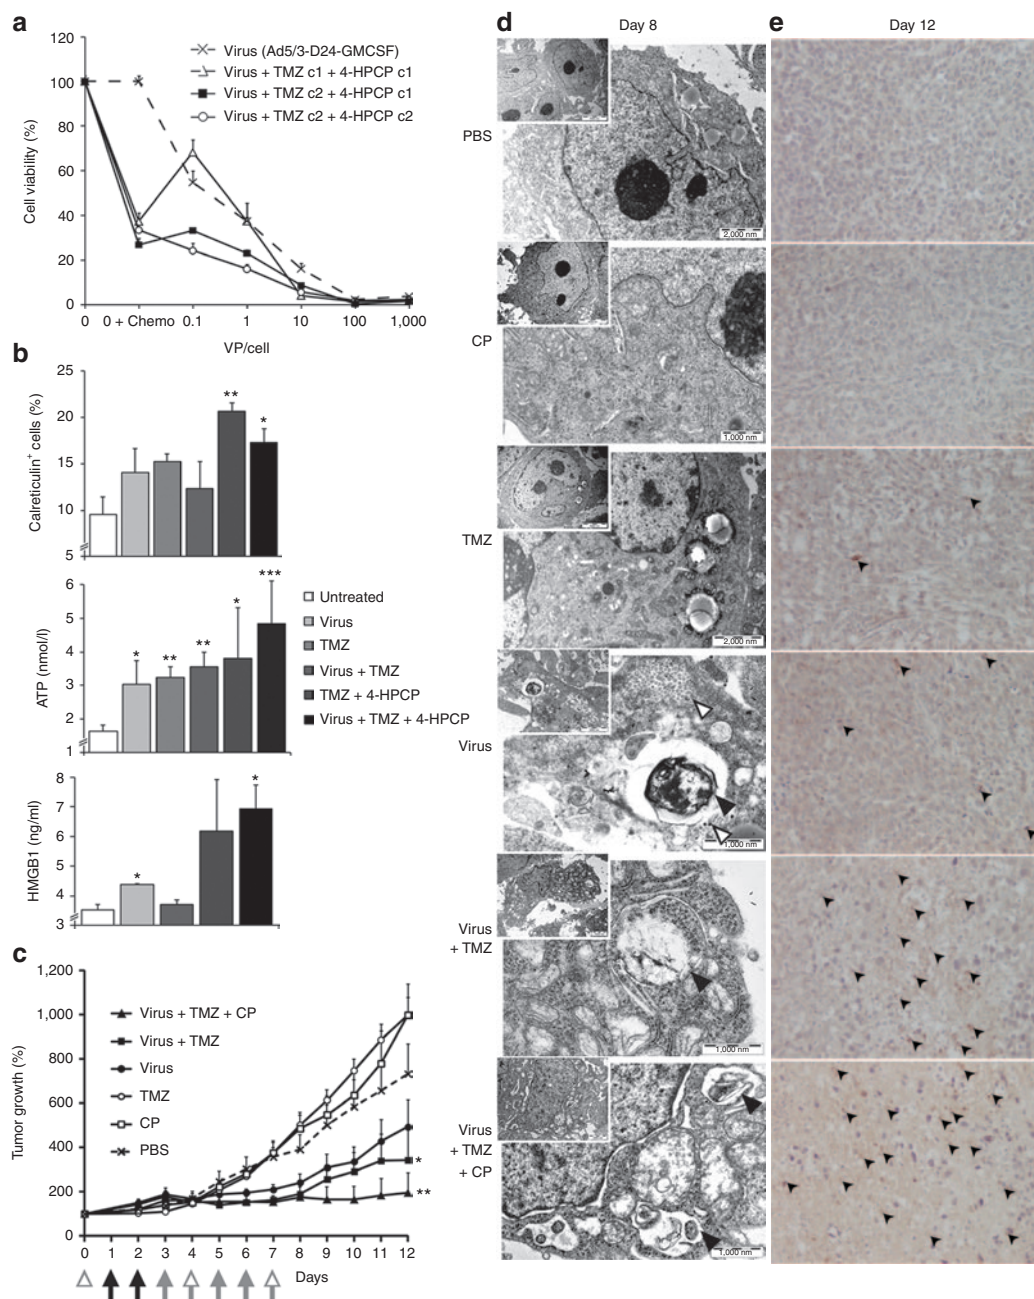 a
120
100
80
60
40
20
0
Cell viability (%)
Virus (Ad5/3-D24-GMCSF)
Virus + TMZ c1 + 4-HPCP c1
Virus + TMZ c2 + 4-HPCP c1
Virus + TMZ c2 + 4-HPCP c2
0 0 + Chemo 0.1 1 10 100 1,000
VP/cell
b
25
20
15
10
5
Calreticulin+ cells (%)
** *
6
5
4
3
2
1
ATP (nmol/l)
* ** ** * ***
Untreated
Virus
TMZ
Virus + TMZ
TMZ + 4-HPCP
Virus + TMZ + 4-HPCP
8
7
6
5
4
3
HMGB1 (ng/ml)
* *
c
1,200
1,000
800
600
400
200
0
Tumor growth (%)
Virus + TMZ + CP
Virus + TMZ
Virus
TMZ
CP
PBS
*
**
0 1 2 3 4 5 6 7 8 9 10 11 12
Days
d
Day 8
PBS
2,000 nm
CP
1,000 nm
TMZ
2,000 nm
Virus
1,000 nm
Virus
+ TMZ
1,000 nm
Virus
+ TMZ
+ CP
1,000 nm
e
Day 12